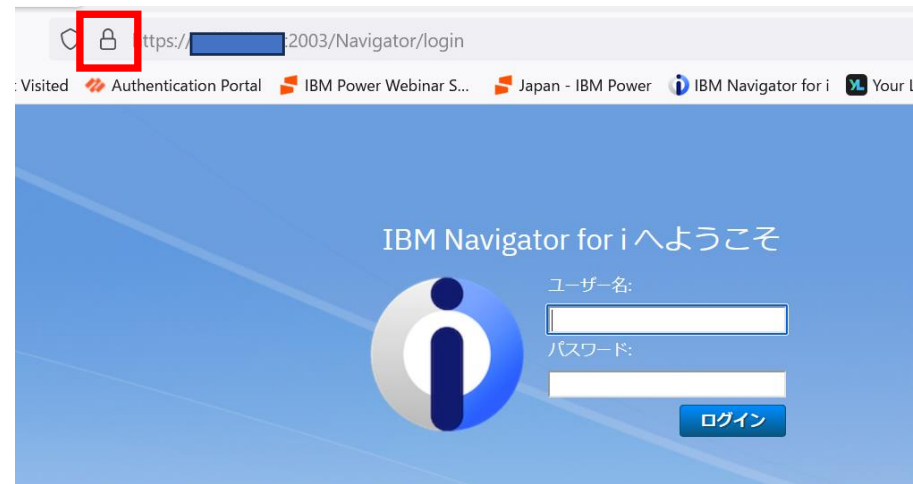 ttps:// :2003/Navigator/login
Visited Authentication Portal IBM Power Webinar S... Japan - IBM Power IBM Navigator for i YL Your L
IBM Navigator for i へようこそ
ユーザー名:
パスワード:
ログイン